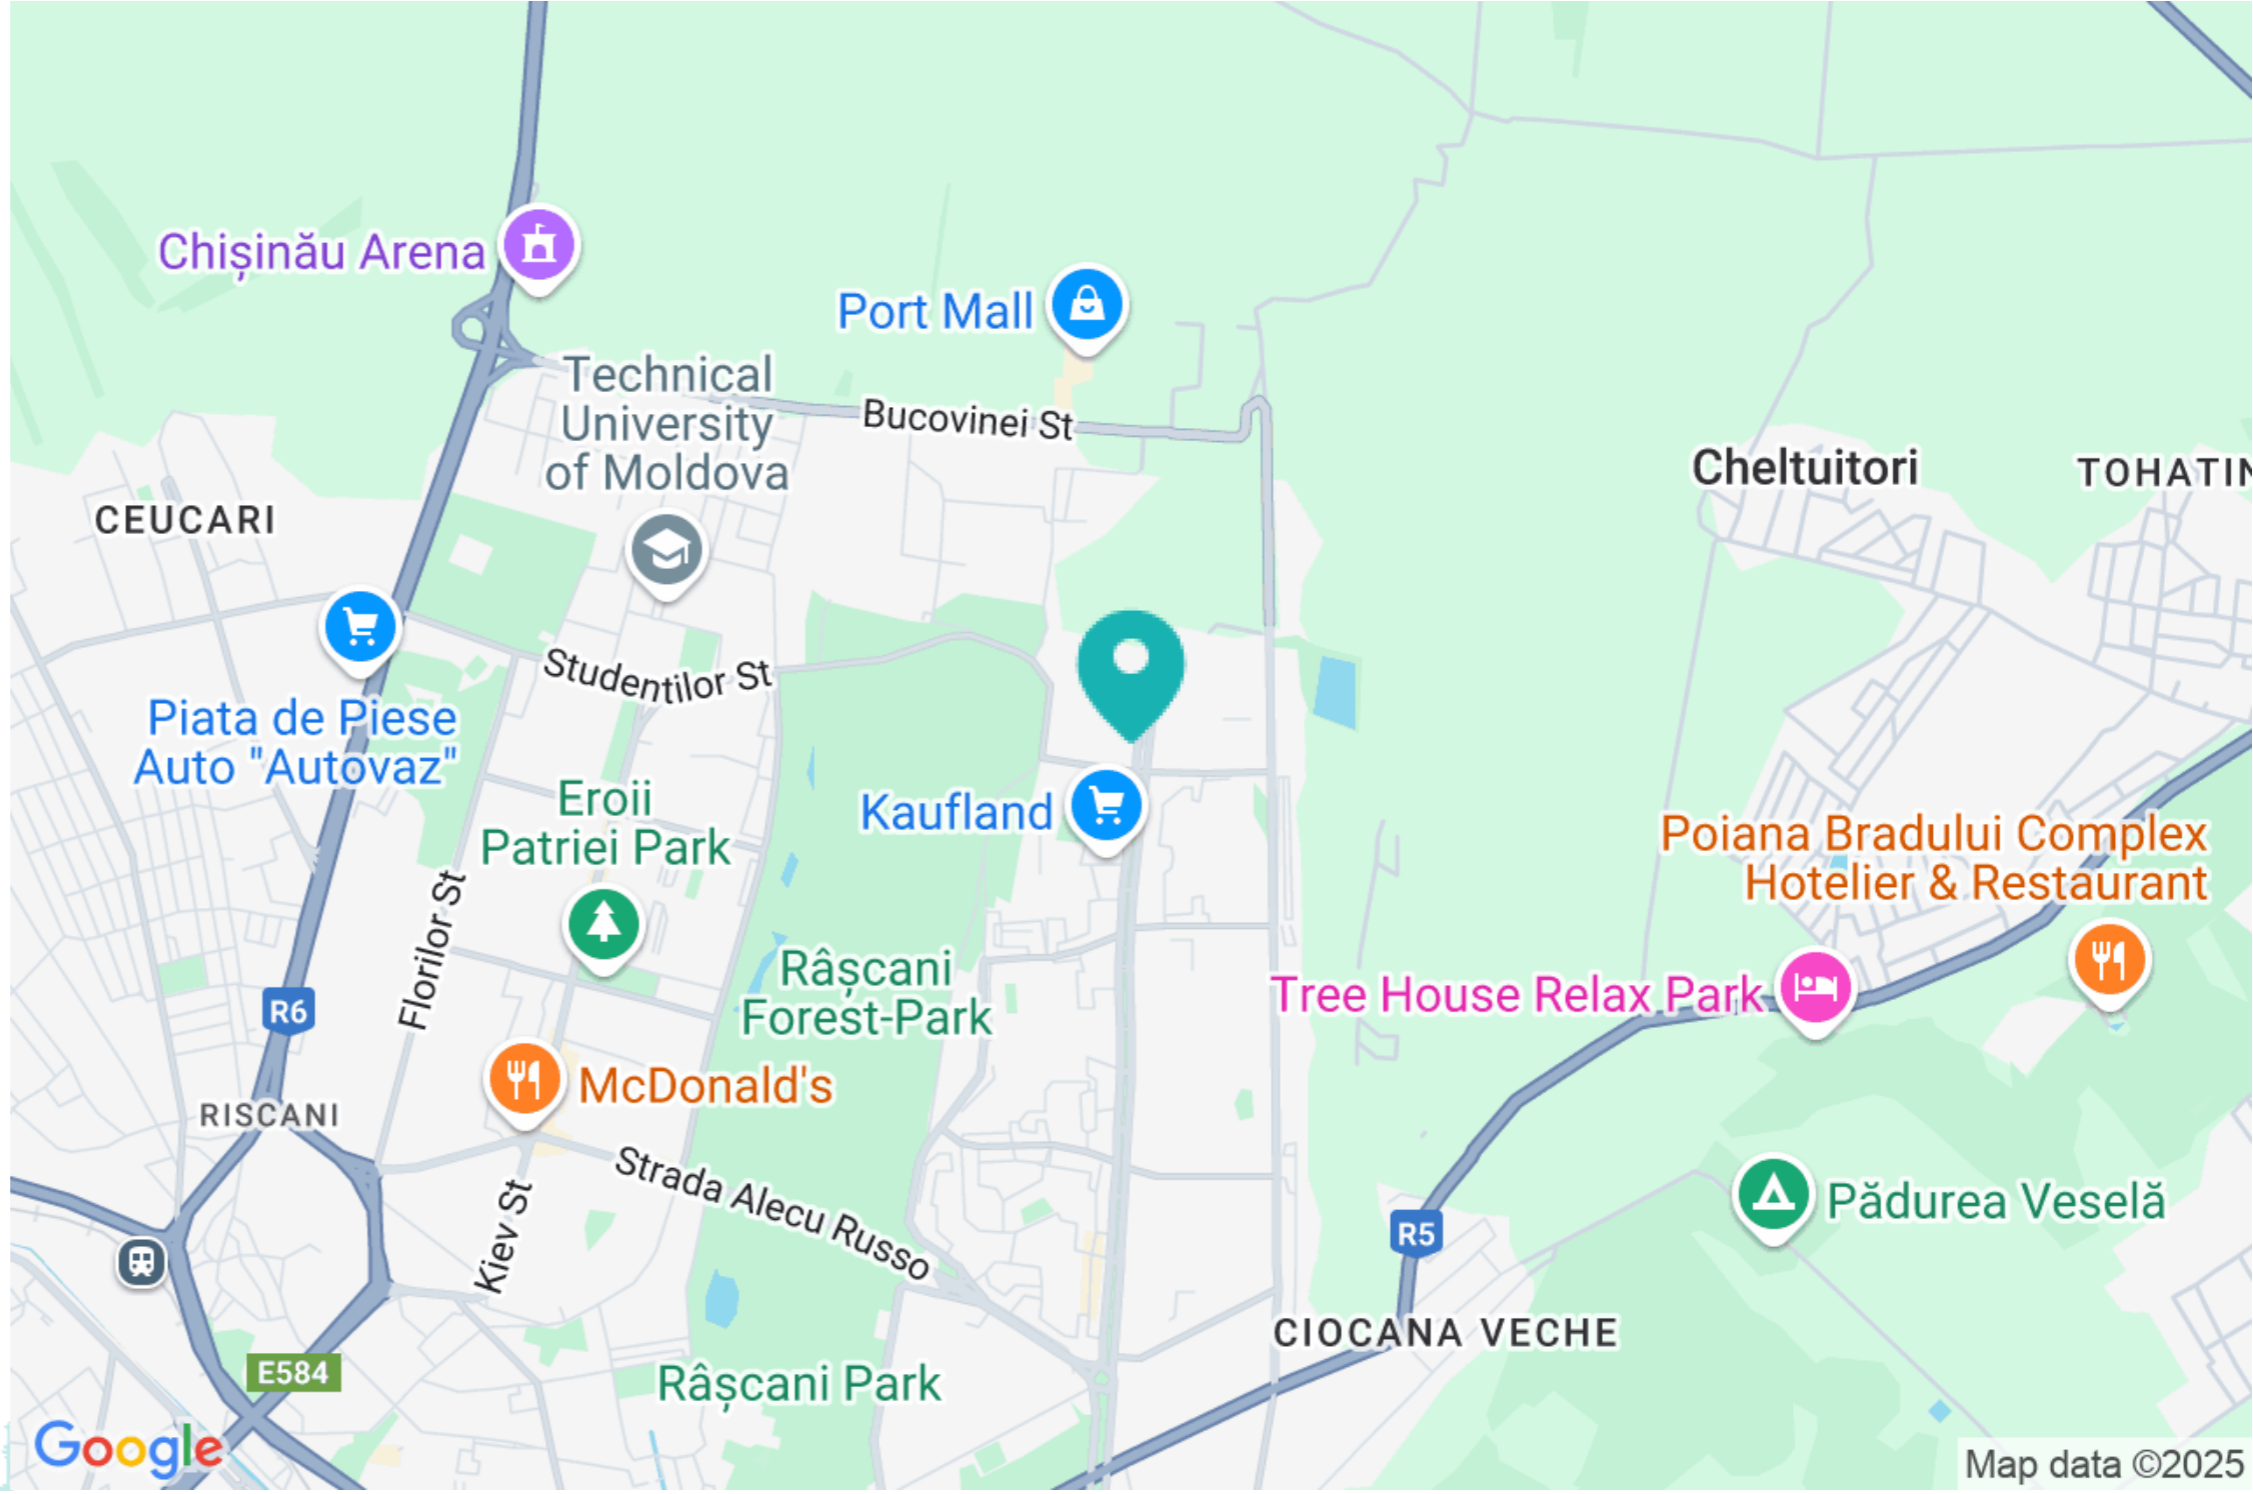 Chișinău Arena
Port Mall
Technical
University
of Moldova
Bucovinei St
Cheltuitori
TOHATIN
CEUCARI
Studentilor St
Piata de Piese
Auto "Autovaz"
Eroii
Patriei Park
Kaufland
Poiana Bradului Complex
Hotelier & Restaurant
Florilor St
Râșcani
Forest-Park
Tree House Relax Park
R6
McDonald's
RISCANI
Strada Alecu Russo
Kiev St
Pădurea Veselă
R5
CIOCANA VECHE
E584
Râșcani Park
Google
Map data ©2025